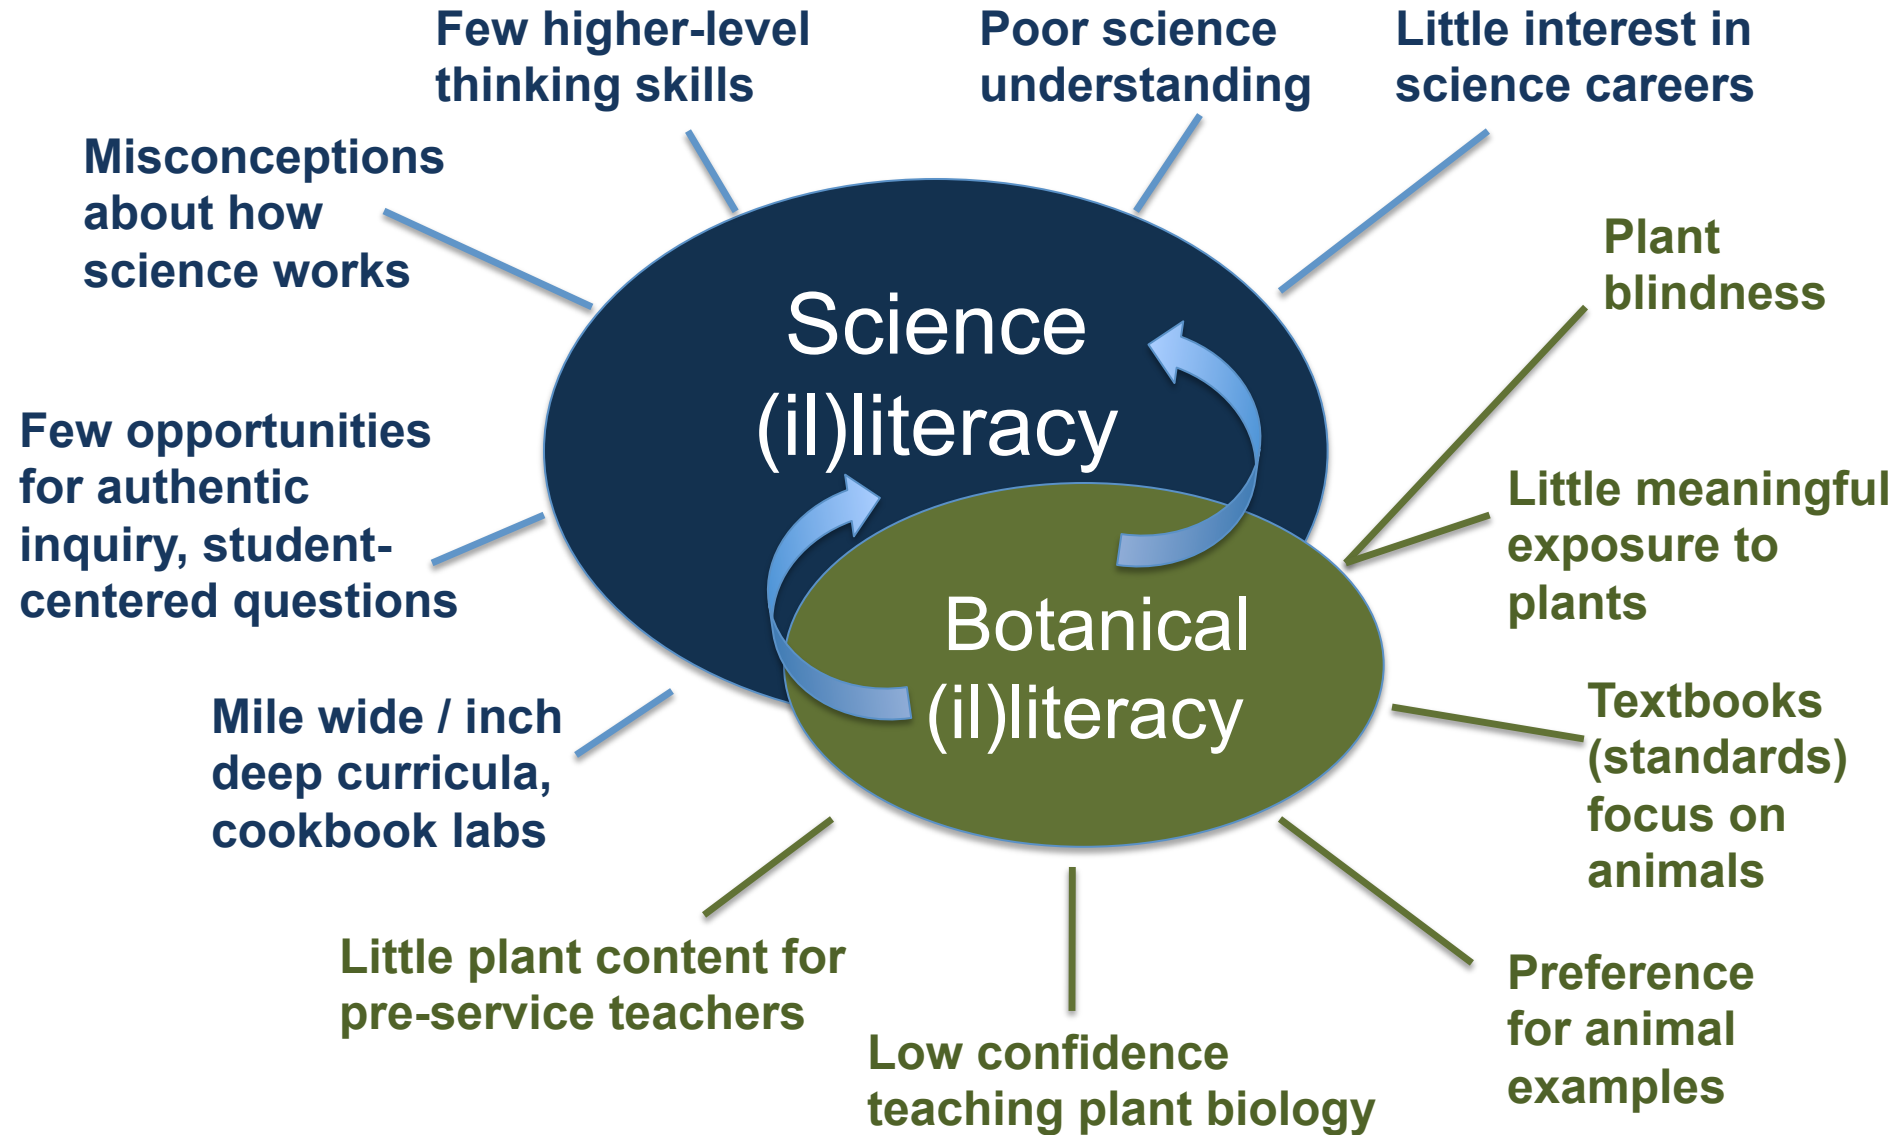 Few higher-level
thinking skills
Poor science
understanding
Little interest in
science careers
Misconceptions
about how
science works
Plant
blindness
Science
(il)literacy
Few opportunities
for authentic
inquiry, student-
centered questions
Little meaningful
exposure to
plants
Botanical
(il)literacy
Mile wide / inch
deep curricula,
cookbook labs
Textbooks
(standards)
focus on
animals
Little plant content for
pre-service teachers
Low confidence
teaching plant biology
Preference
for animal
examples